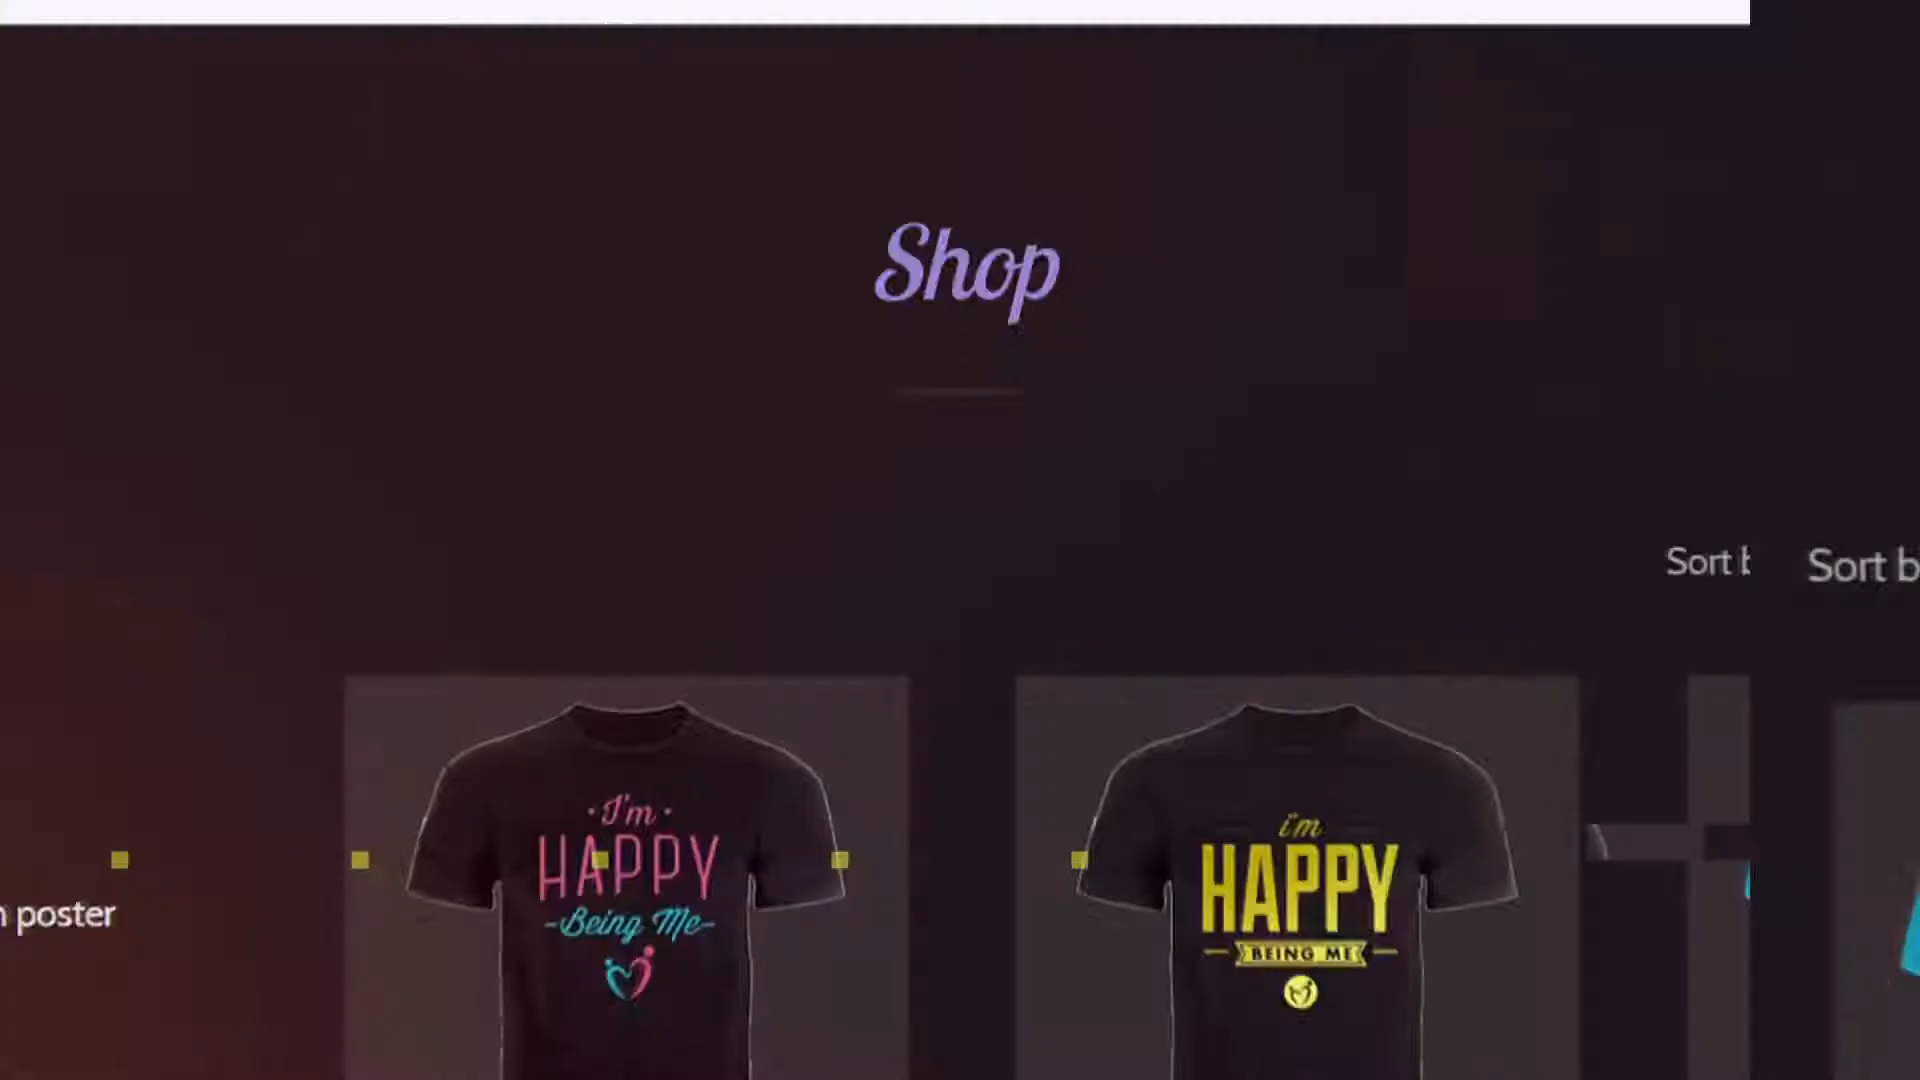 Shop
Sort b
Sort b
poster
·I'm·
HAPPY
-Being Me-
i'm
HAPPY
BEING ME